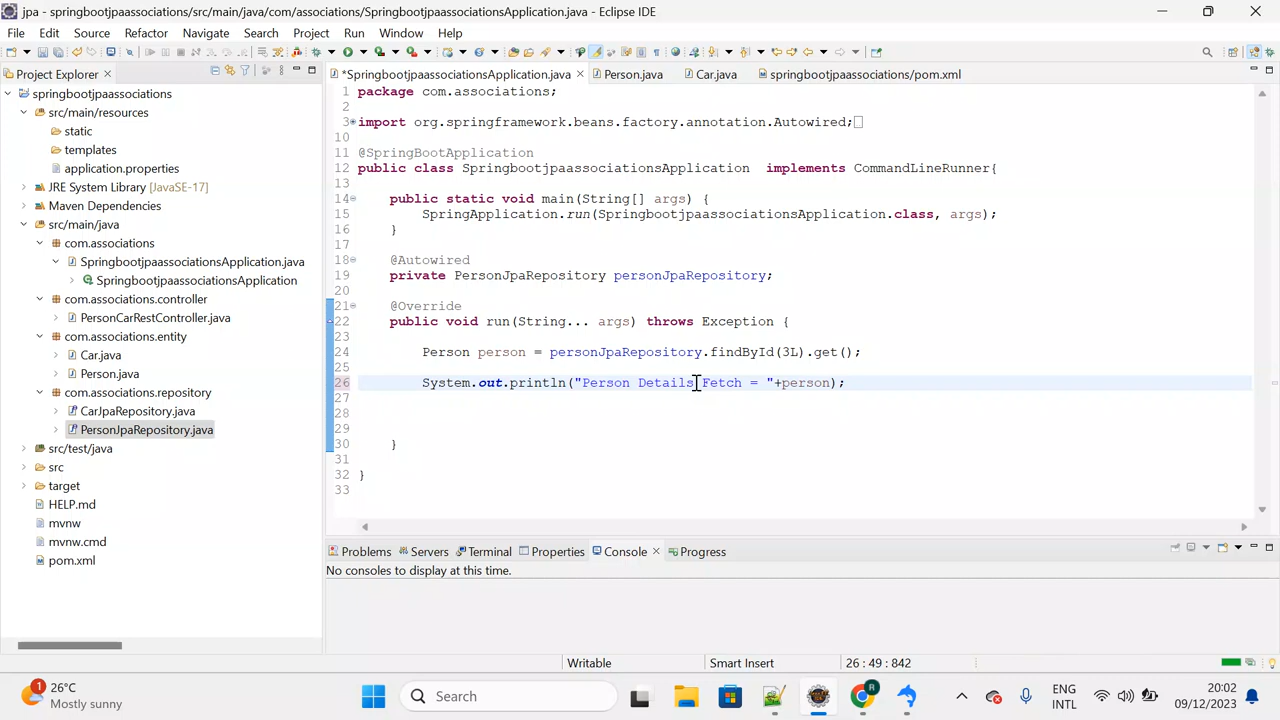 jpa - springbootjpaassociations/src/main/java/com/associations/SpringbootjpaassociationsApplication.java - Eclipse IDE
File Edit Source Refactor Navigate Search Project Run Window Help
Project Explorer
*SpringbootjpaassociationsApplication.java
Person.java
Car.java
springbootjpaassociations/pom.xml
springbootjpaassociations
src/main/resources
static
templates
application.properties
JRE System Library [JavaSE-17]
Maven Dependencies
src/main/java
com.associations
SpringbootjpaassociationsApplication.java
SpringbootjpaassociationsApplication
com.associations.controller
PersonCarRestController.java
com.associations.entity
Car.java
Person.java
com.associations.repository
CarJpaRepository.java
PersonJpaRepository.java
src/test/java
src
target
HELP.md
mvnw
mvnw.cmd
pom.xml
1 package com.associations;
2
3 import org.springframework.beans.factory.annotation.Autowired;
10
11 @SpringBootApplication
12 public class SpringbootjpaassociationsApplication implements CommandLineRunner{
13
14 public static void main(String[] args) {
15 SpringApplication.run(SpringbootjpaassociationsApplication.class, args);
16 }
17
18 @Autowired
19 private PersonJpaRepository personJpaRepository;
20
21 @Override
22 public void run(String... args) throws Exception {
23
24 Person person = personJpaRepository.findById(3L).get();
25
26 System.out.println("Person Details Fetch = "+person);
27
28
29
30 }
31
32 }
33
Problems Servers Terminal Properties Console Progress
No consoles to display at this time.
Writable Smart Insert 26 : 49 : 842
1
26°C
Mostly sunny
Search
R
ENG
INTL
20:02
09/12/2023